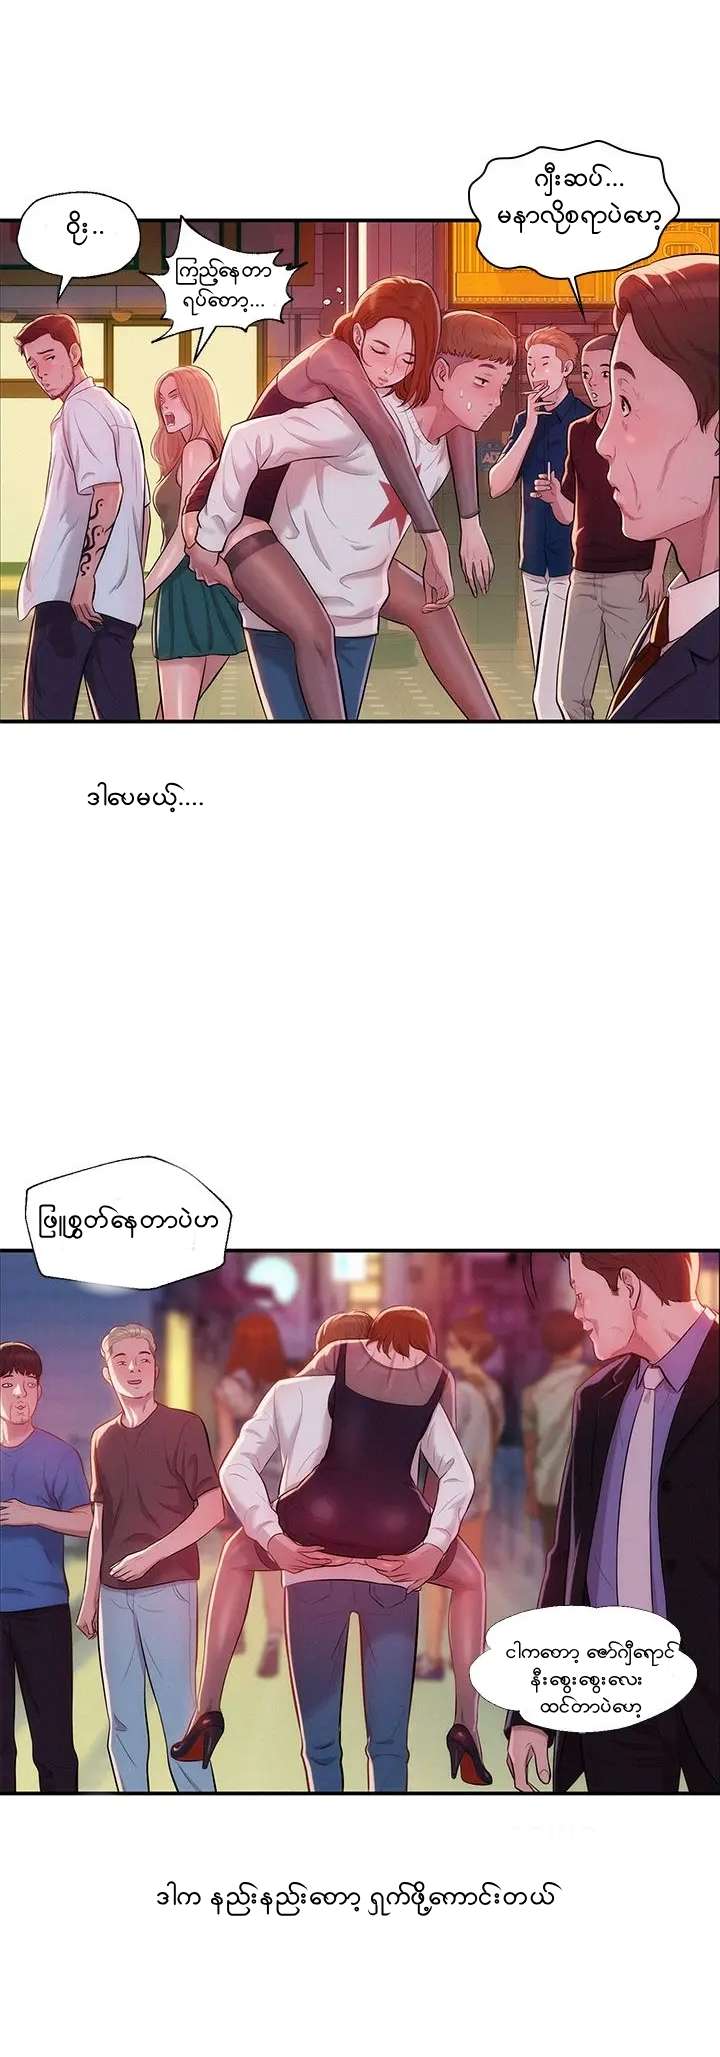 ဝိုး..
ကြည့်နေတာ
ရပ်တော့...
ဂျီးဆပ်...
မနာလိုစရာပဲဟေ့
ဒါပေမယ့်....
ဖြူစွတ်နေတာပဲဟ
ငါကတော့ ဇော်ဂျီရောင်
နီးစွေးစွေးလေး
ထင်တာပဲဟေ့
ဒါက နည်းနည်းတော့ ရှက်ဖို့ကောင်းတယ်